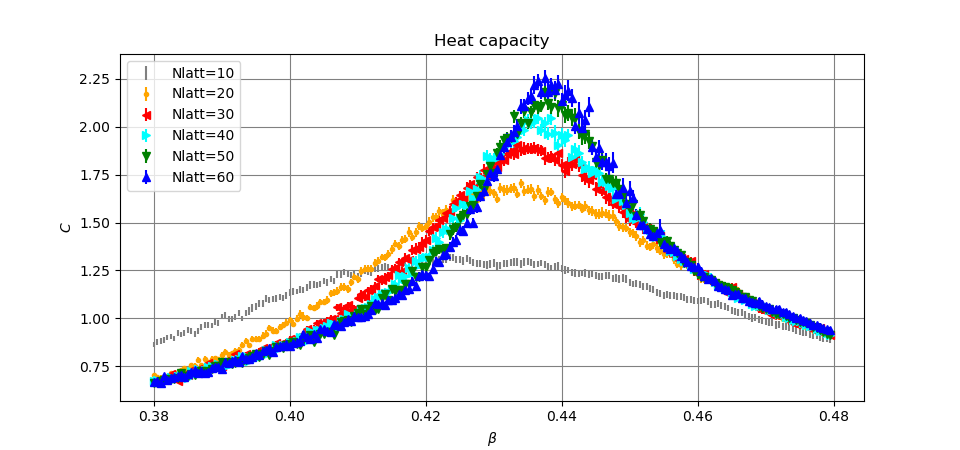 Heat capacity
C
2.25
2.00
1.75
1.50
1.25
1.00
0.75
Nlatt=10
Nlatt=20
Nlatt=30
Nlatt=40
Nlatt=50
Nlatt=60
0.38 0.40 0.42 0.44 0.46 0.48
β